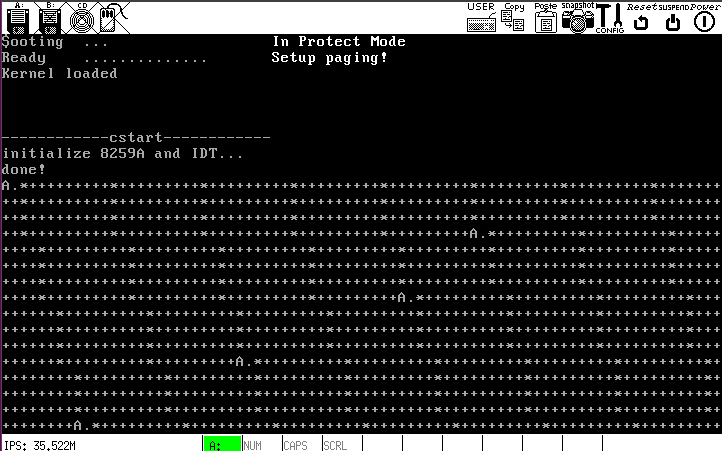 A: B: CD USER Copy Paste snapshot CONFIG Reset SUSPEND Power
$ooting ... In Protect Mode
Ready .............. Setup paging!
Kernel loaded
------------cstart------------
initialize 8259A and IDT...
done!
A.*+++++++++*+++++++++*+++++++++*+++++++++*+++++++++*+++++++++*+++++++++*+++++++
++*+++++++++*+++++++++*+++++++++*+++++++++*+++++++++*+++++++++*+++++++++*+++++++
++*+++++++++*+++++++++*+++++++++*+++++++++*+++++++++*+++++++++*+++++++++*+++++++
++*+++++++++*+++++++++*+++++++++*+++++++++*+++++++++A.*+++++++++*+++++++++*+++++
++++*+++++++++*+++++++++*+++++++++*+++++++++*+++++++++*+++++++++*+++++++++*+++++
++++*+++++++++*+++++++++*+++++++++*+++++++++*+++++++++*+++++++++*+++++++++*+++++
++++*+++++++++*+++++++++*+++++++++*+++++++++*+++++++++*+++++++++*+++++++++*+++++
++++*+++++++++*+++++++++*+++++++++*+++++++++A.*+++++++++*+++++++++*+++++++++*+++
++++++*+++++++++*+++++++++*+++++++++*+++++++++*+++++++++*+++++++++*+++++++++*+++
++++++*+++++++++*+++++++++*+++++++++*+++++++++*+++++++++*+++++++++*+++++++++*+++
++++++*+++++++++*+++++++++*+++++++++*+++++++++*+++++++++*+++++++++*+++++++++*+++
++++++*+++++++++*+++++++++A.*+++++++++*+++++++++*+++++++++*+++++++++*+++++++++*+
++++++++*+++++++++*+++++++++*+++++++++*+++++++++*+++++++++*+++++++++*+++++++++*+
++++++++*+++++++++*+++++++++*+++++++++*+++++++++*+++++++++*+++++++++*+++++++++*+
++++++++*+++++++++*+++++++++*+++++++++*+++++++++*+++++++++*+++++++++*+++++++++*+
++++++++A.*+++++++++*+++++++++*+++++++++*+++++++++*+++++++++*+++++++++*+++++++++
IPS: 35.522M A: NUM CAPS SCRL